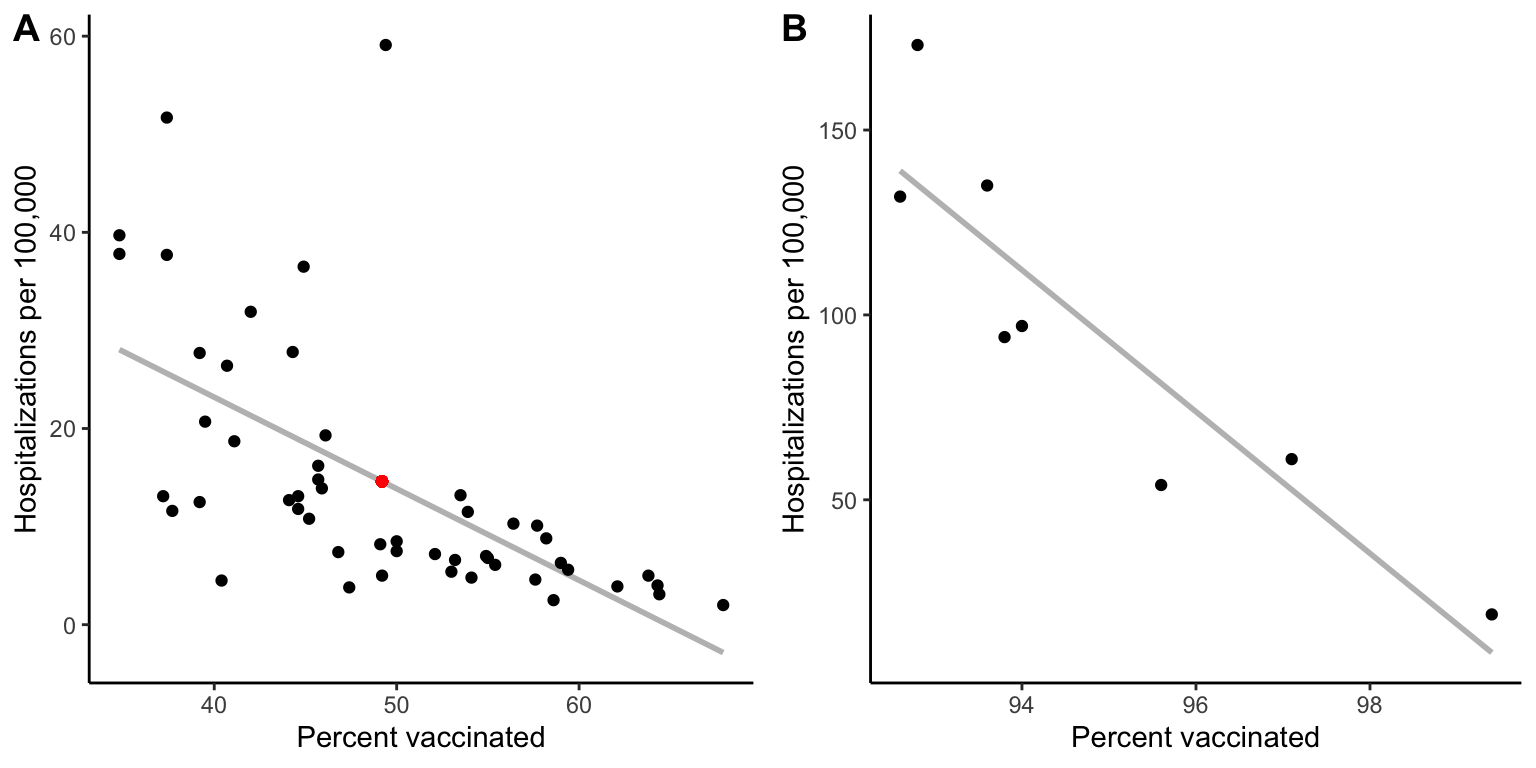 A
Hospitalizations per 100,000
60
40
20
0
40 50 60
Percent vaccinated
B
Hospitalizations per 100,000
150
100
50
94 96 98
Percent vaccinated